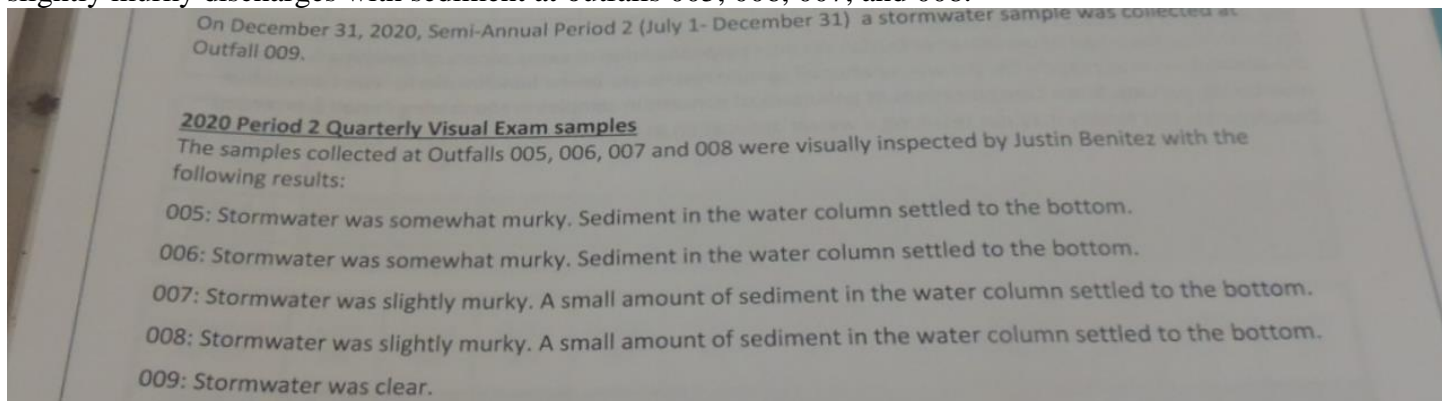 On December 31, 2020, Semi-Annual Period 2 (July 1- December 31) a stormwater sample was collected at
Outfall 009.
2020 Period 2 Quarterly Visual Exam samples
The samples collected at Outfalls 005, 006, 007 and 008 were visually inspected by Justin Benitez with the
following results:
005: Stormwater was somewhat murky. Sediment in the water column settled to the bottom.
006: Stormwater was somewhat murky. Sediment in the water column settled to the bottom.
007: Stormwater was slightly murky. A small amount of sediment in the water column settled to the bottom.
008: Stormwater was slightly murky. A small amount of sediment in the water column settled to the bottom.
009: Stormwater was clear.